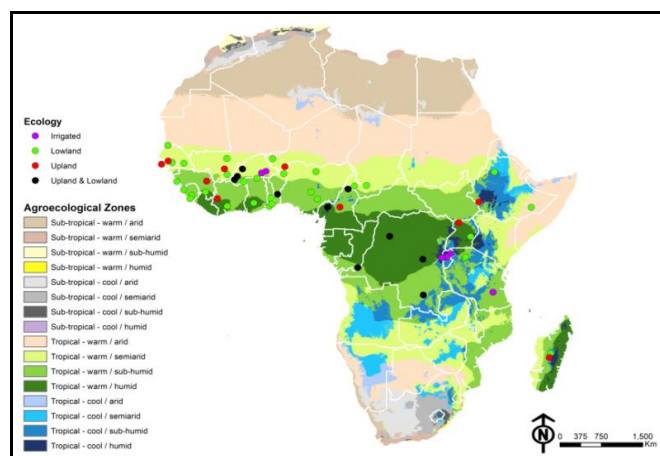 Ecology
Irrigated
Lowland
Upland
Upland & Lowland
Agroecological Zones
Sub-tropical - warm / arid
Sub-tropical - warm / semiarid
Sub-tropical - warm / sub-humid
Sub-tropical - warm / humid
Sub-tropical - cool / arid
Sub-tropical - cool / semiarid
Sub-tropical - cool / sub-humid
Sub-tropical - cool / humid
Tropical - warm / arid
Tropical - warm / semiarid
Tropical - warm / sub-humid
Tropical - warm / humid
Tropical - cool / arid
Tropical - cool / semiarid
Tropical - cool / sub-humid
Tropical - cool / humid
N
0 375 750 1,500
Km